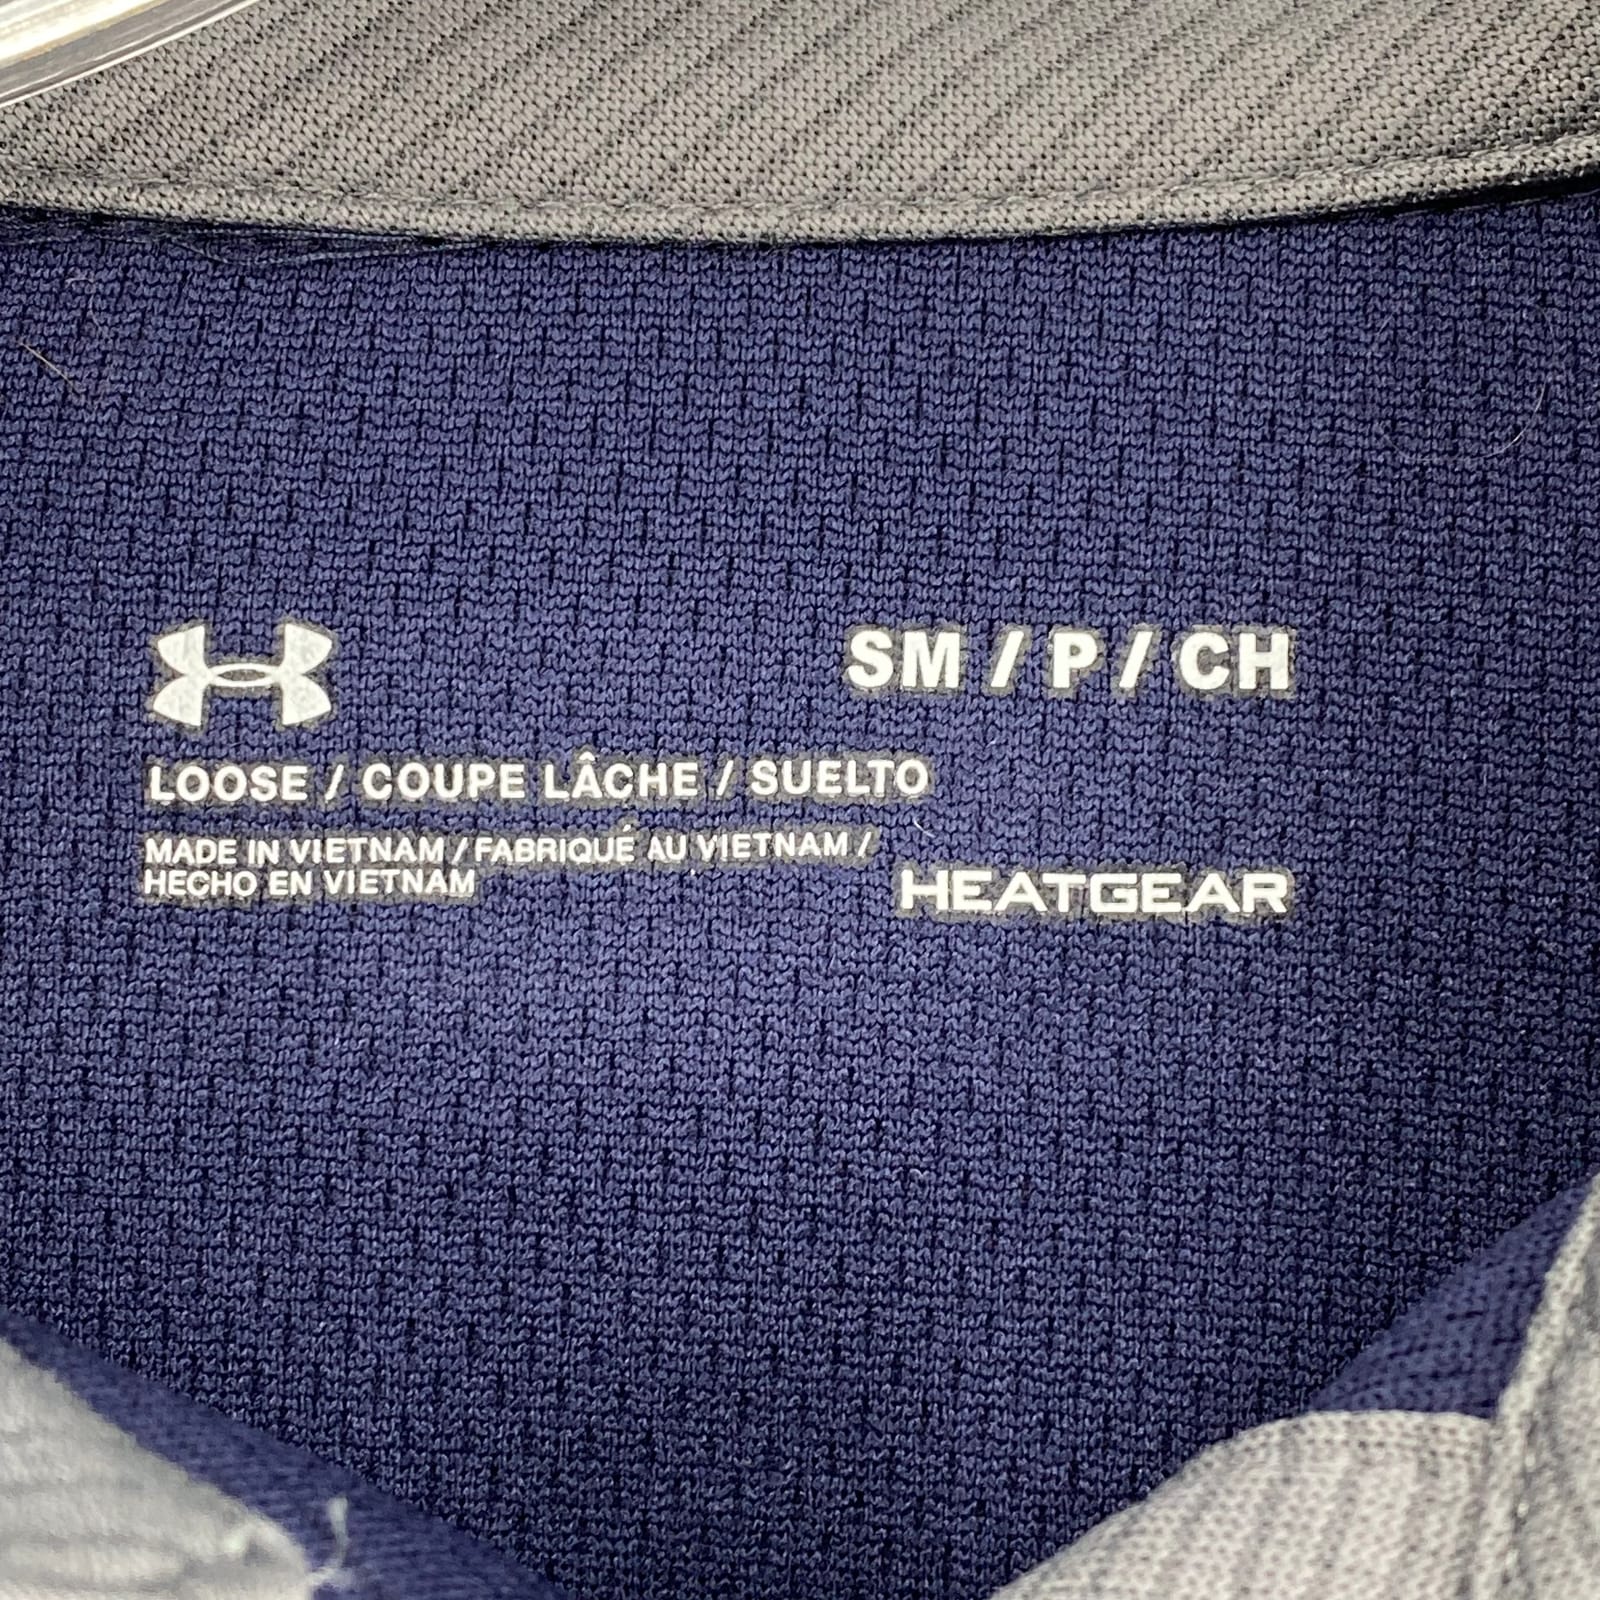 SM / P / CH
LOOSE / COUPE LÂCHE / SUELTO
MADE IN VIETNAM / FABRIQUÉ AU VIETNAM /
HECHO EN VIETNAM
HEATGEAR